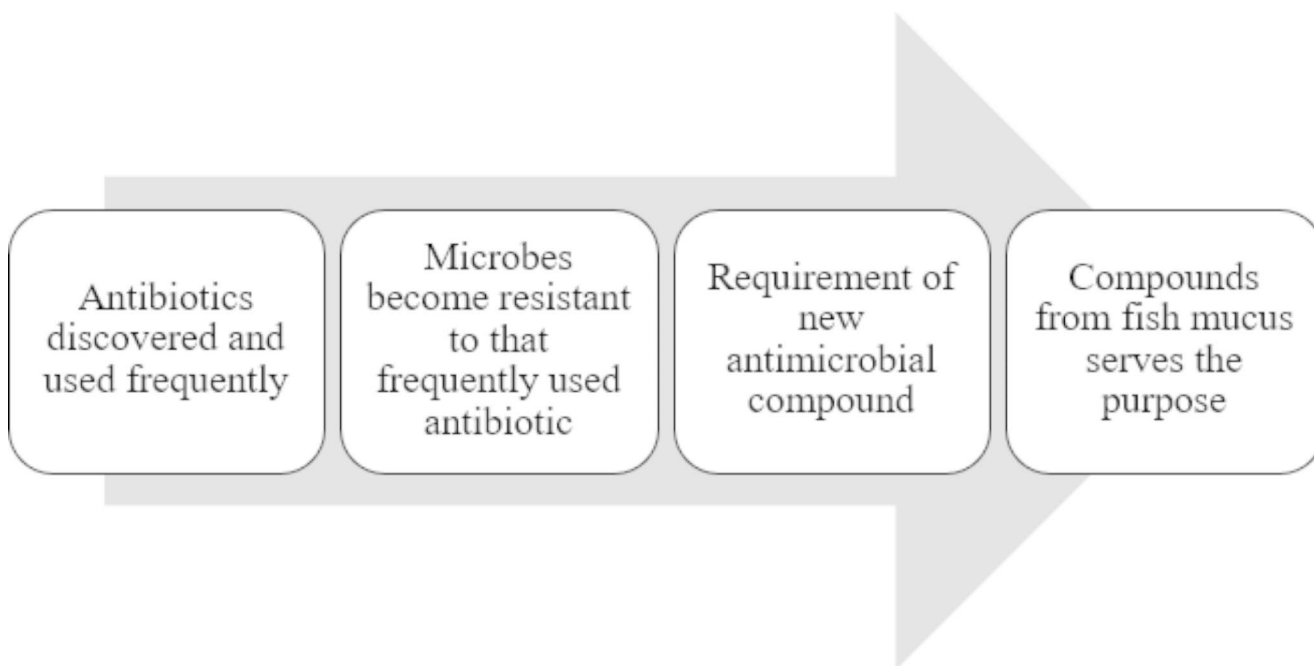 Antibiotics
discovered and
used frequently
Microbes
become resistant
to that
frequently used
antibiotic
Requirement of
new
antimicrobial
compound
Compounds
from fish mucus
serves the
purpose